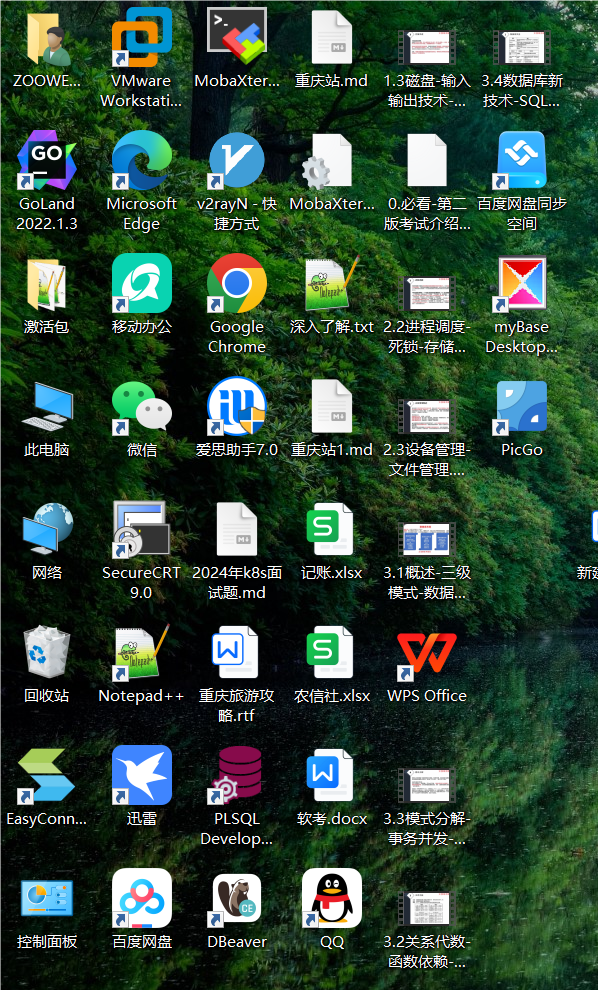 ZOOWE...
VMware
Workstati...
MobaXter...
重庆站.md
1.3磁盘-输入
输出技术-...
3.4数据库新
技术-SQL...
GO
GoLand
2022.1.3
Microsoft
Edge
v2rayN - 快
捷方式
MobaXter...
0.必看-第二
版考试介绍...
百度网盘同步
空间
激活包
移动办公
Google
Chrome
深入了解.txt
2.2进程调度-
死锁-存储...
myBase
Desktop...
此电脑
微信
爱思助手7.0
重庆站1.md
2.3设备管理-
文件管理....
PicGo
网络
SecureCRT
9.0
2024年k8s面
试题.md
记账.xlsx
3.1概述-三级
模式-数据...
新建
回收站
Notepad++
重庆旅游攻
略.rtf
农信社.xlsx
WPS Office
EasyConn...
迅雷
PLSQL
Develop...
软考.docx
3.3模式分解-
事务并发-...
控制面板
百度网盘
DBeaver
QQ
3.2关系代数-
函数依赖-...